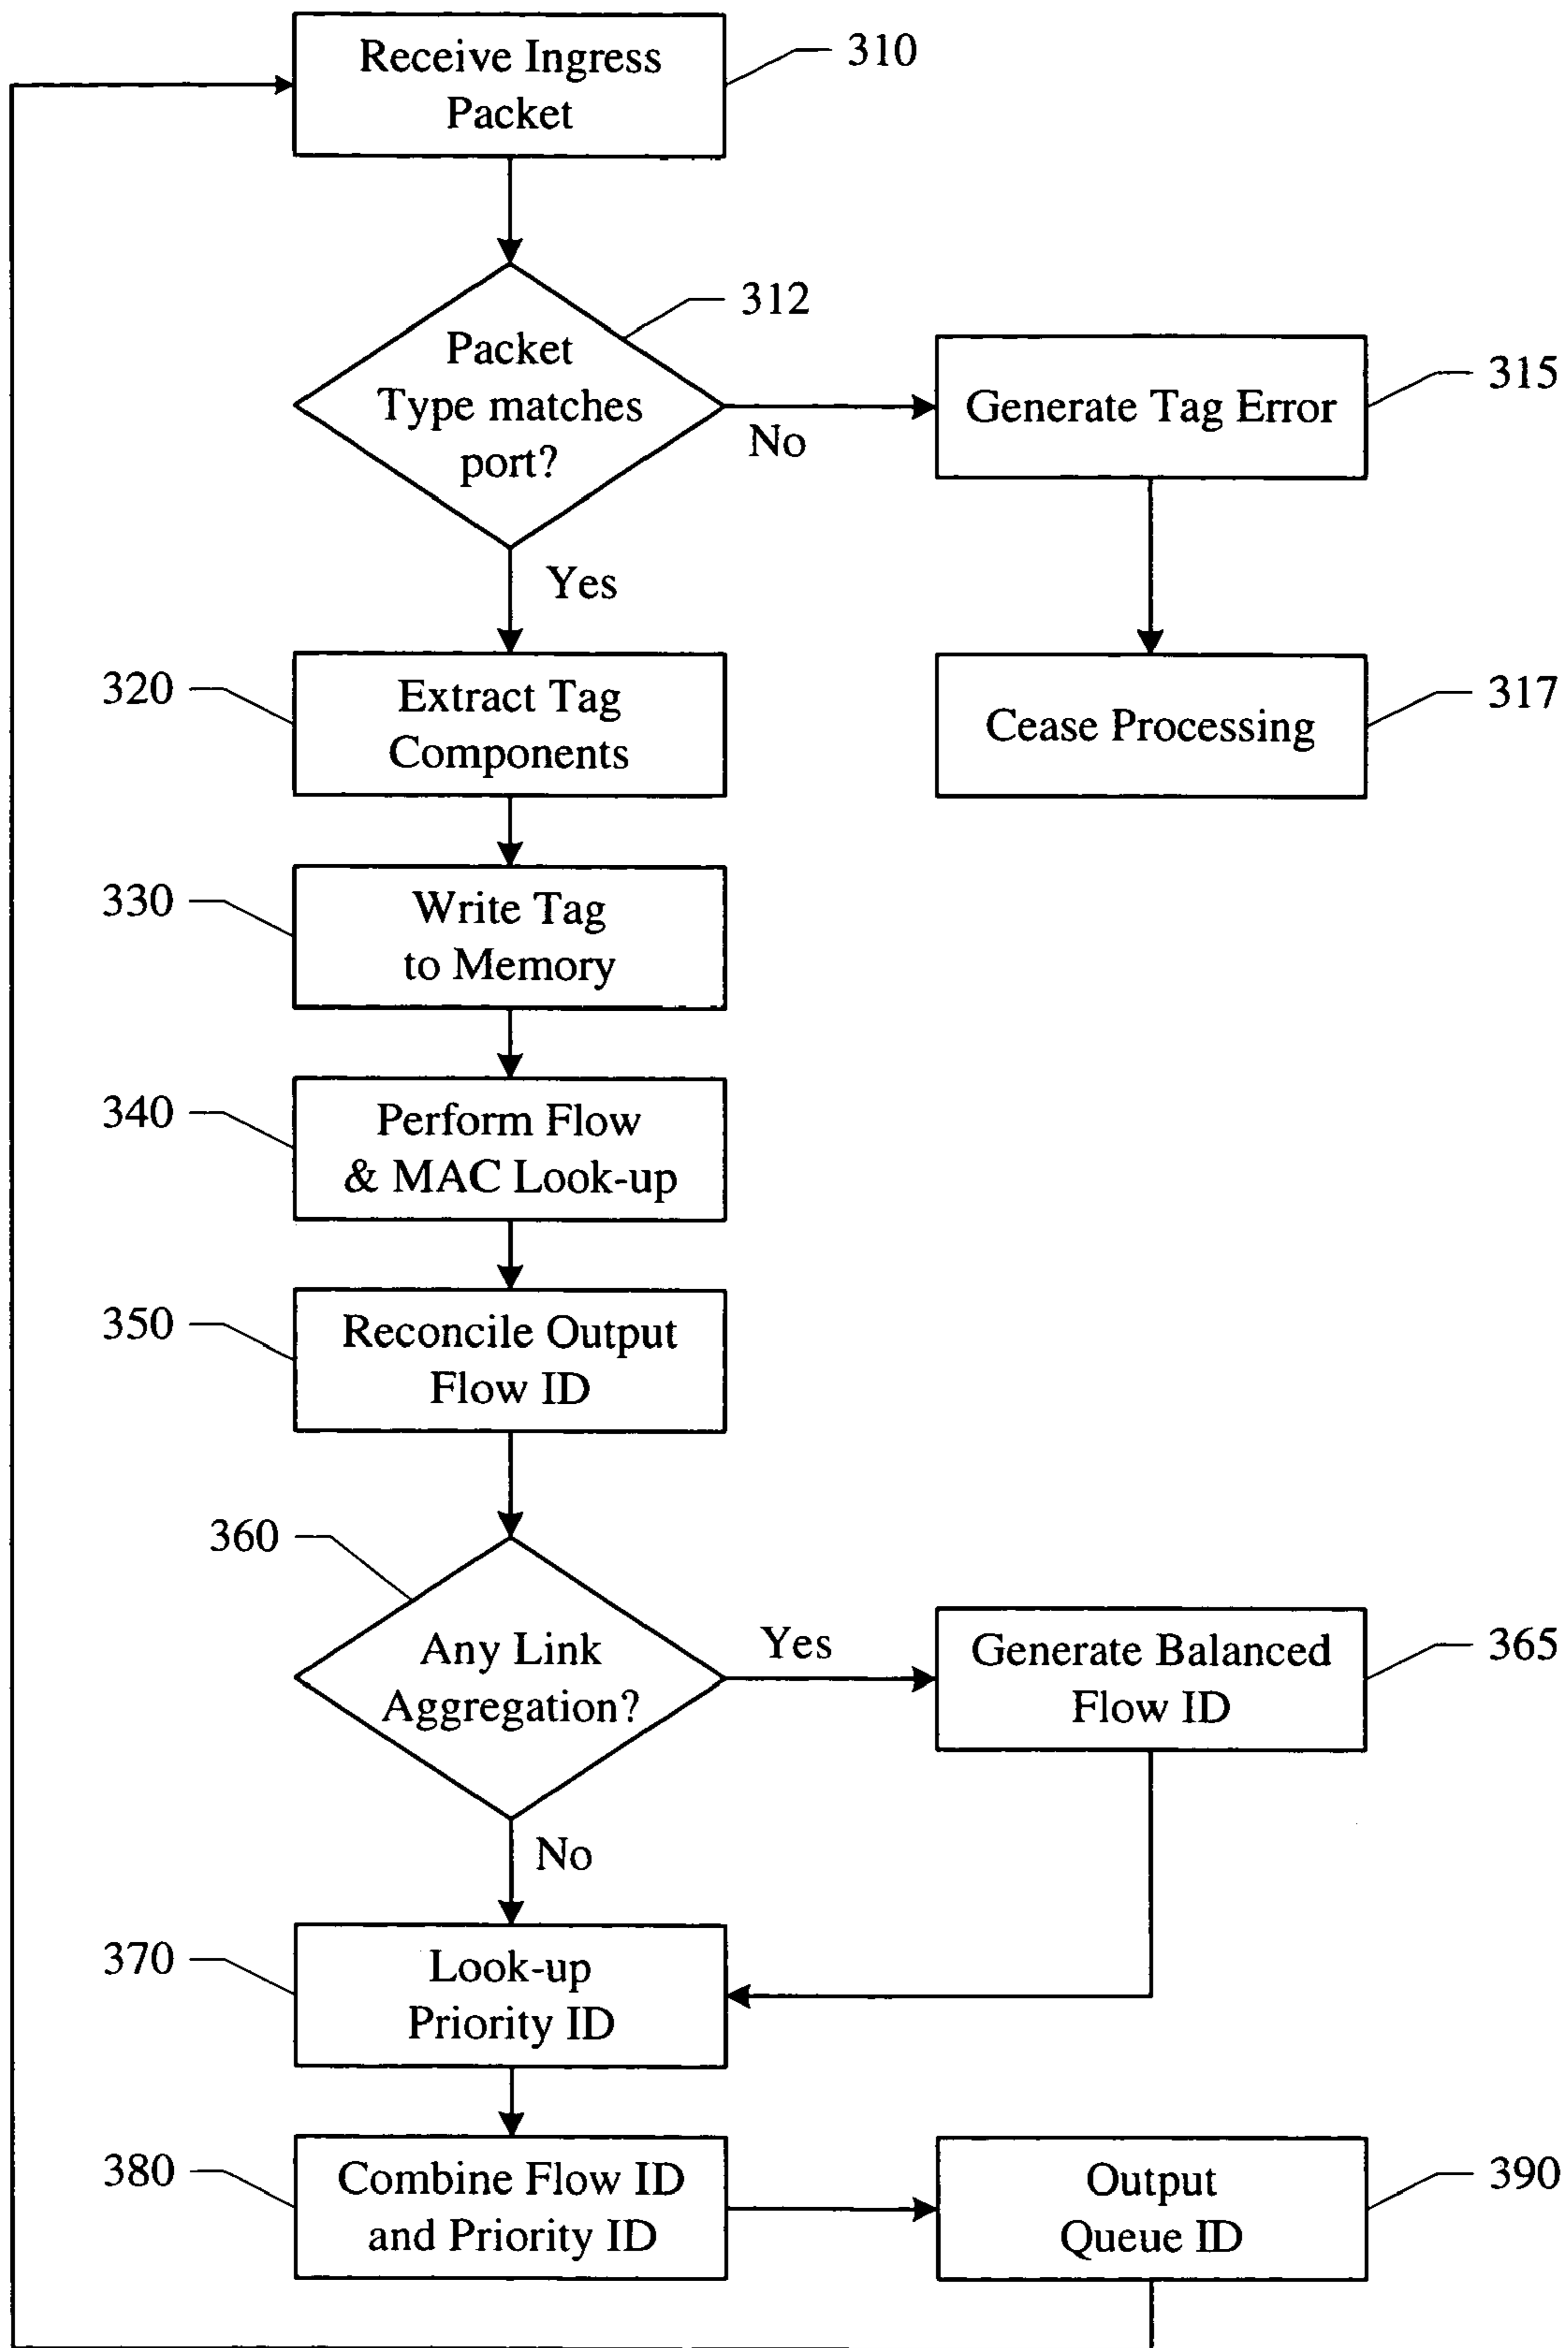 Receive Ingress
Packet
310
Packet
Type matches
port?
312
No
Generate Tag Error
315
Yes
Cease Processing
317
320
Extract Tag
Components
330
Write Tag
to Memory
340
Perform Flow
& MAC Look-up
350
Reconcile Output
Flow ID
360
Any Link
Aggregation?
Yes
Generate Balanced
Flow ID
365
No
370
Look-up
Priority ID
380
Combine Flow ID
and Priority ID
Output
Queue ID
390